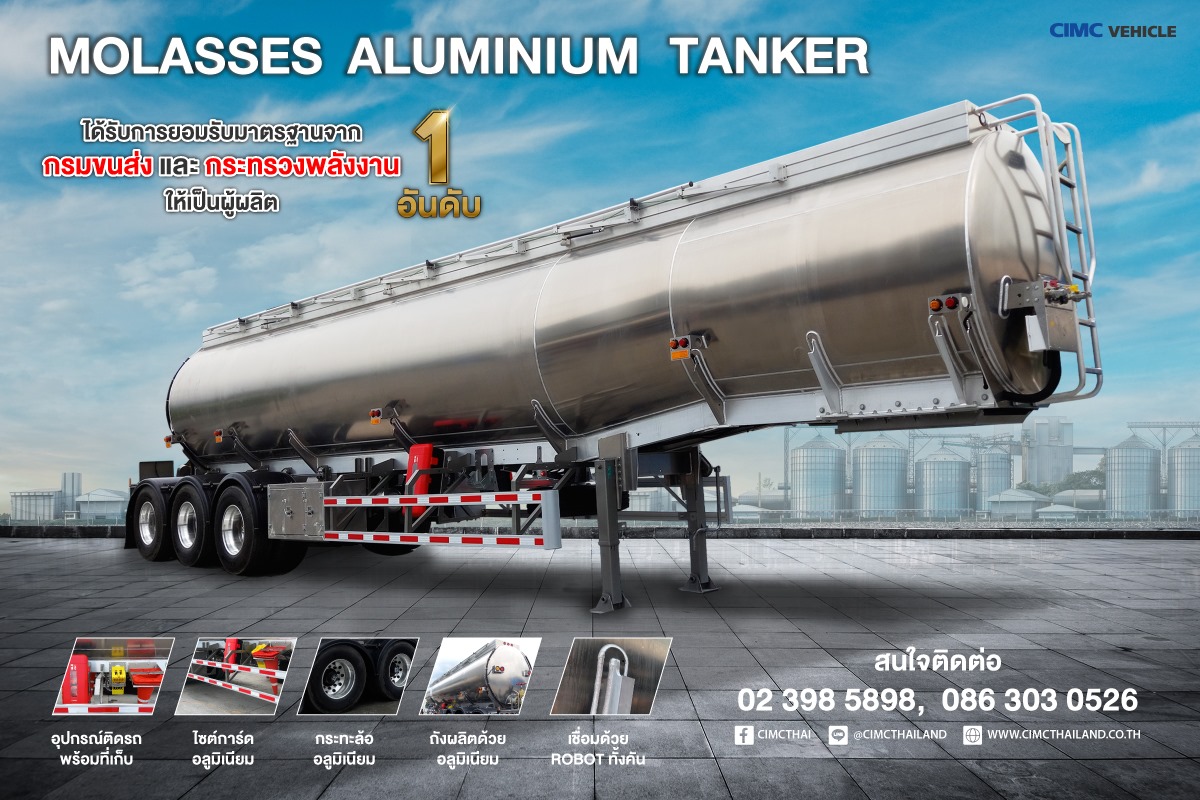 CIMC VEHICLE
MOLASSES ALUMINIUM TANKER
ได้รับการยอมรับมาตรฐานจาก
กรมขนส่ง และ กระทรวงพลังงาน
ให้เป็นผู้ผลิต
1
อันดับ
อุปกรณ์ติดรถ
พร้อมที่เก็บ
ไซต์การ์ด
อลูมิเนียม
กระทะล้อ
อลูมิเนียม
ถังผลิตด้วย
อลูมิเนียม
เชื่อมด้วย
ROBOT ทั้งคัน
สนใจติดต่อ
02 398 5898, 086 303 0526
CIMCTHAI @CIMCTHAILAND WWW.CIMCTHAILAND.CO.TH